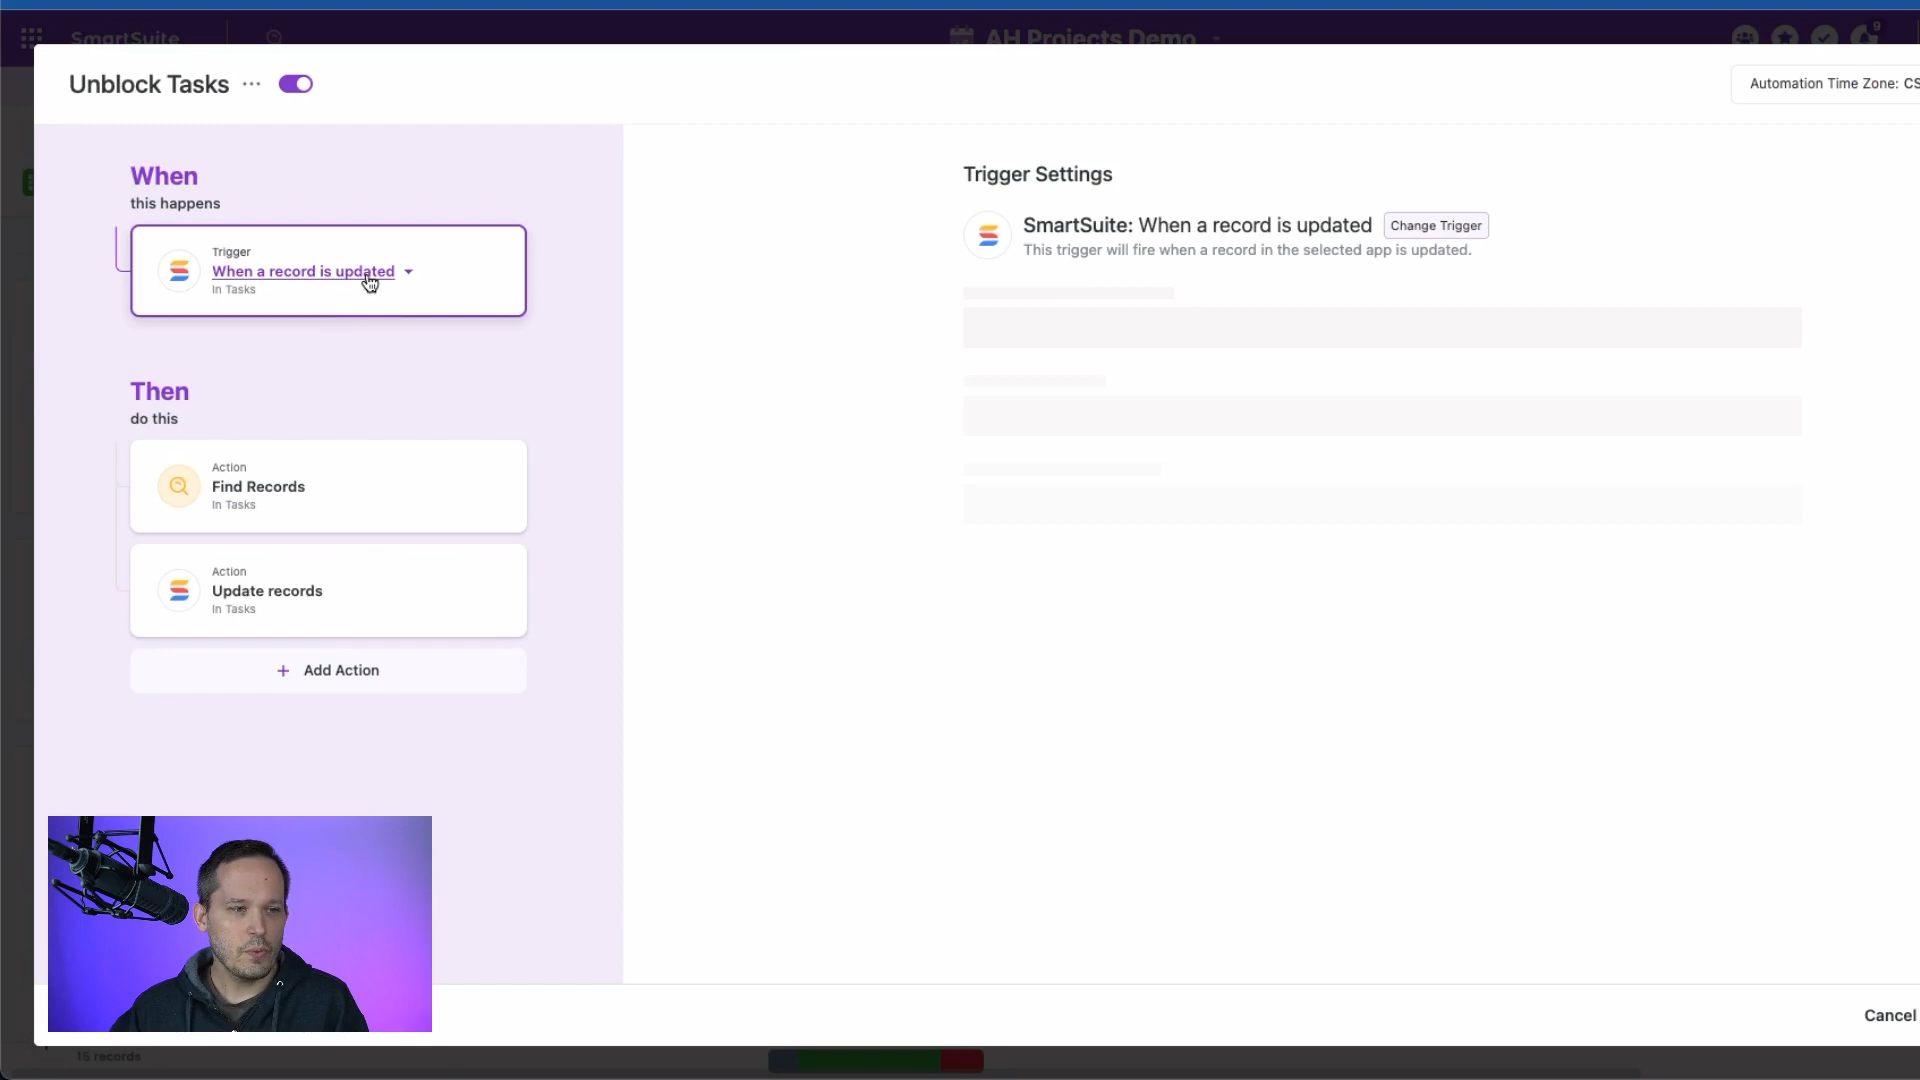 SmartSuite
AH Projects Demo
9
Unblock Tasks
Automation Time Zone: CS
When
this happens
Trigger
When a record is updated
In Tasks
Then
do this
Action
Find Records
In Tasks
Action
Update records
In Tasks
+ Add Action
Trigger Settings
SmartSuite: When a record is updated
Change Trigger
This trigger will fire when a record in the selected app is updated.
Cancel
15 records